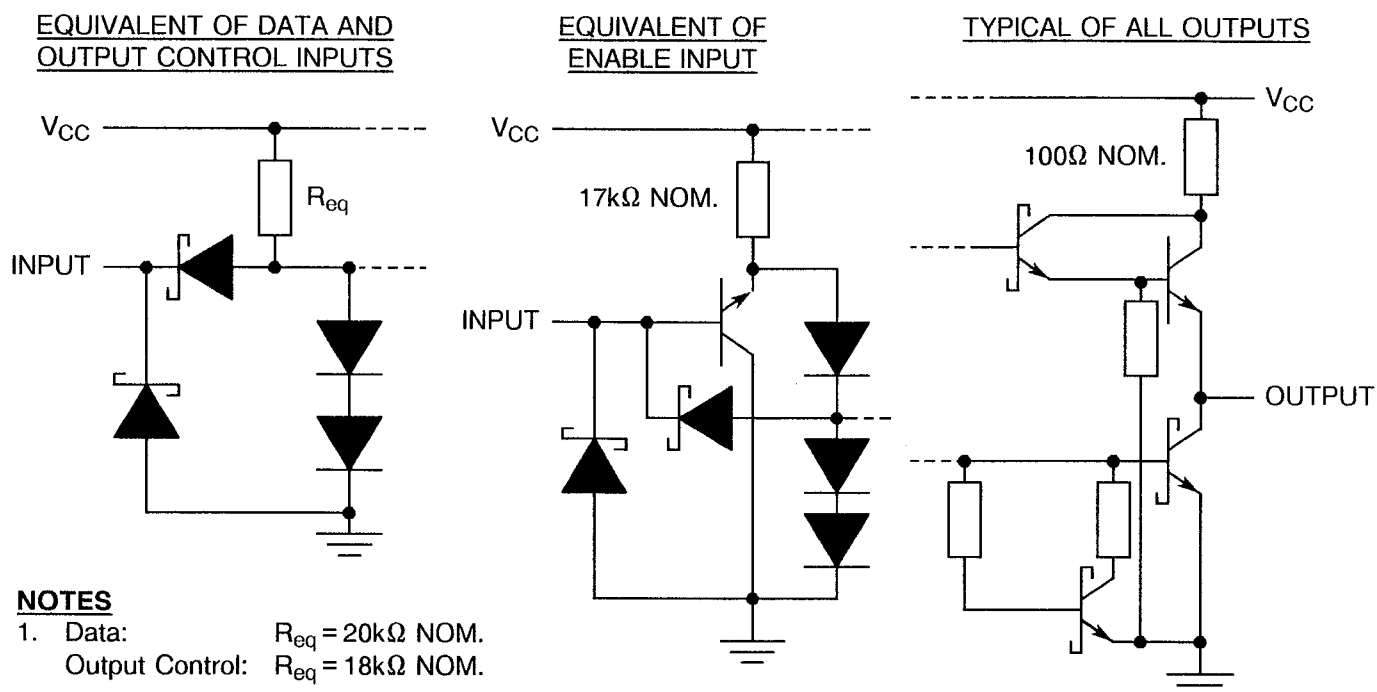 EQUIVALENT OF DATA AND
OUTPUT CONTROL INPUTS
VCC
Req
INPUT
EQUIVALENT OF
ENABLE INPUT
VCC
17kΩ NOM.
INPUT
TYPICAL OF ALL OUTPUTS
VCC
100Ω NOM.
OUTPUT
NOTES
1. Data: Req = 20kΩ NOM.
Output Control: Req = 18kΩ NOM.